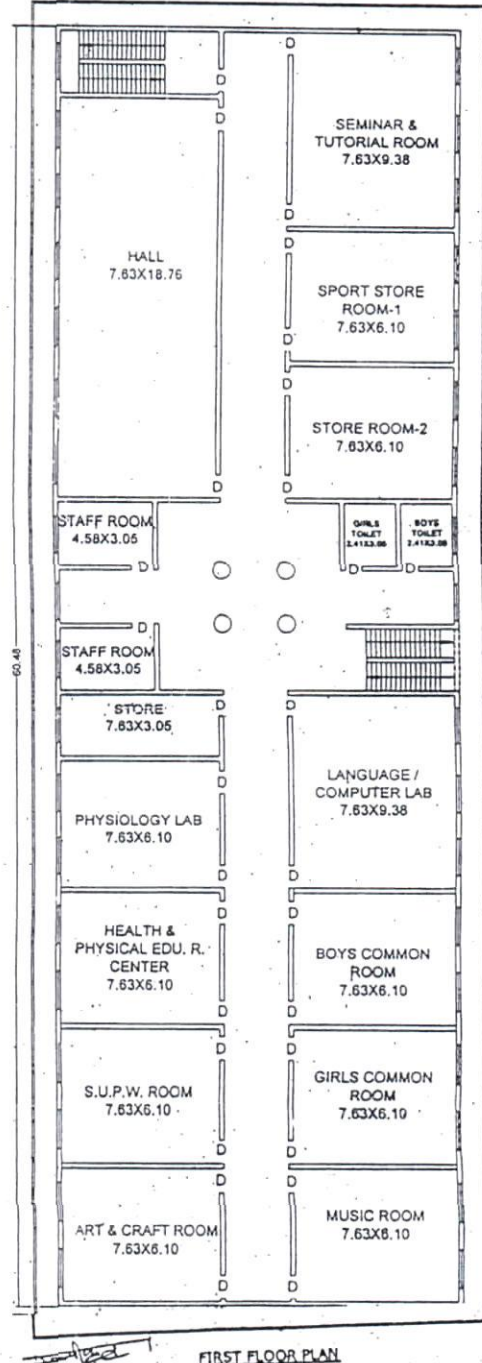 SEMINAR &
TUTORIAL ROOM
7.63X9.38
HALL
7.63X18.76
SPORT STORE
ROOM-1
7.63X6.10
STORE ROOM-2
7.63X6.10
STAFF ROOM
4.58X3.05
GIRLS
TOILET
BOYS
TOILET
60.48
STAFF ROOM
4.58X3.05
STORE
7.63X3.05
LANGUAGE /
COMPUTER LAB
7.63X9.38
PHYSIOLOGY LAB
7.63X6.10
HEALTH &
PHYSICAL EDU. R.
CENTER
7.63X6.10
BOYS COMMON
ROOM
7.63X6.10
S.U.P.W. ROOM
7.63X6.10
GIRLS COMMON
ROOM
7.63X6.10
ART & CRAFT ROOM
7.63X6.10
MUSIC ROOM
7.63X6.10
FIRST FLOOR PLAN